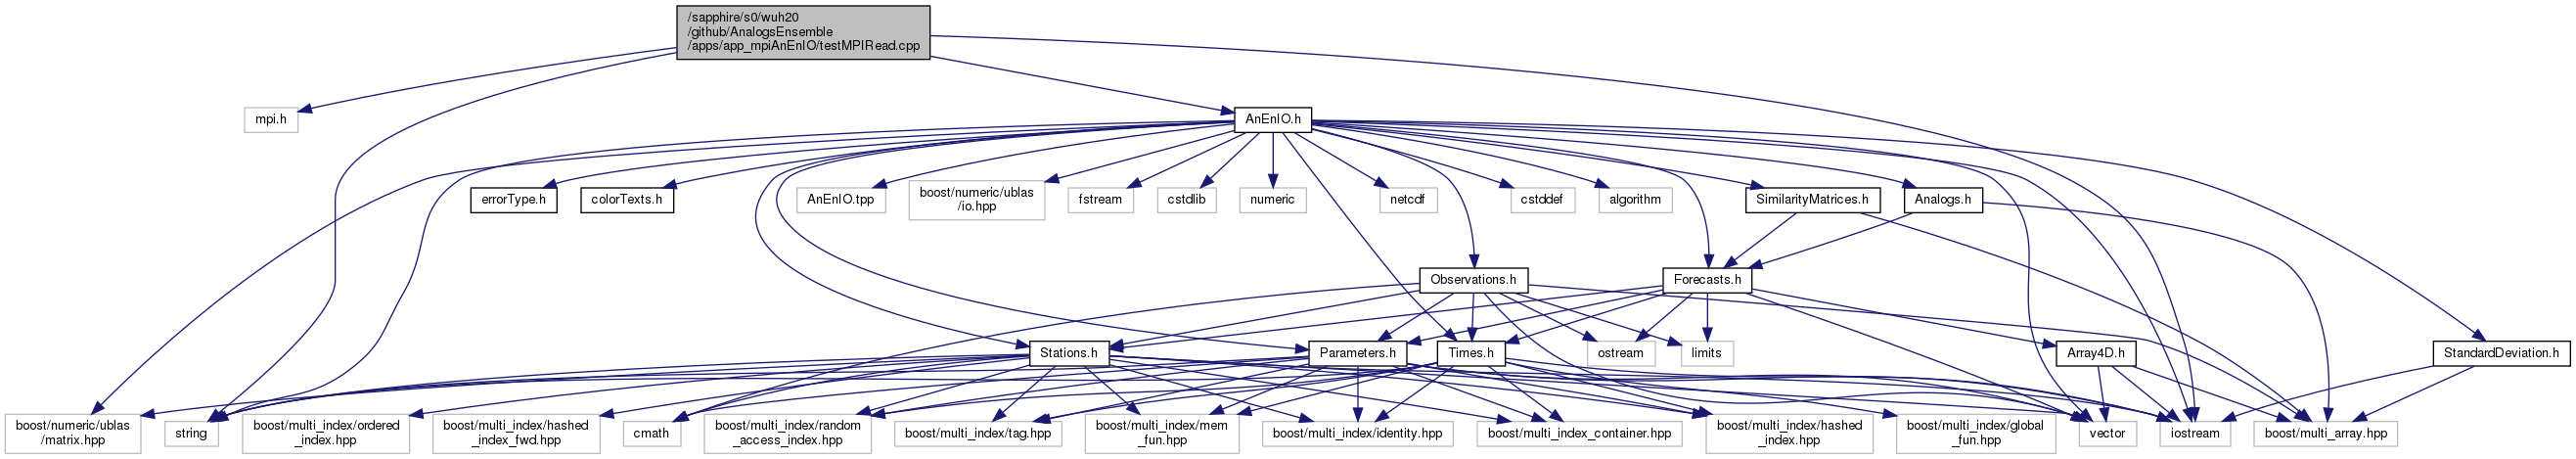 /sapphire/s0/wuh20
/github/AnalogsEnsemble
/apps/app_mpiAnEnIO/testMPIRead.cpp
mpi.h
AnEnIO.h
errorType.h
colorTexts.h
AnEnIO.tpp
boost/numeric/ublas
/io.hpp
fstream
cstdlib
numeric
netcdf
cstddef
algorithm
SimilarityMatrices.h
Analogs.h
Observations.h
Forecasts.h
Stations.h
Parameters.h
Times.h
ostream
limits
Array4D.h
StandardDeviation.h
boost/numeric/ublas
/matrix.hpp
string
boost/multi_index/ordered
_index.hpp
boost/multi_index/hashed
_index_fwd.hpp
cmath
boost/multi_index/random
_access_index.hpp
boost/multi_index/tag.hpp
boost/multi_index/mem
_fun.hpp
boost/multi_index/identity.hpp
boost/multi_index_container.hpp
boost/multi_index/hashed
_index.hpp
boost/multi_index/global
_fun.hpp
vector
iostream
boost/multi_array.hpp